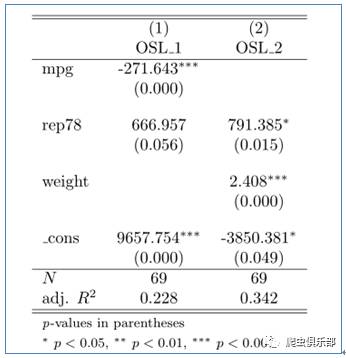 (1) (2)
OSL_1 OSL_2
mpg -271.643***
(0.000)
rep78 666.957 791.385*
(0.056) (0.015)
weight 2.408***
(0.000)
_cons 9657.754*** -3850.381*
(0.000) (0.049)
N 69 69
adj. R² 0.228 0.342
p-values in parentheses
* p < 0.05, ** p < 0.01, *** p < 0.00
爬虫俱乐部